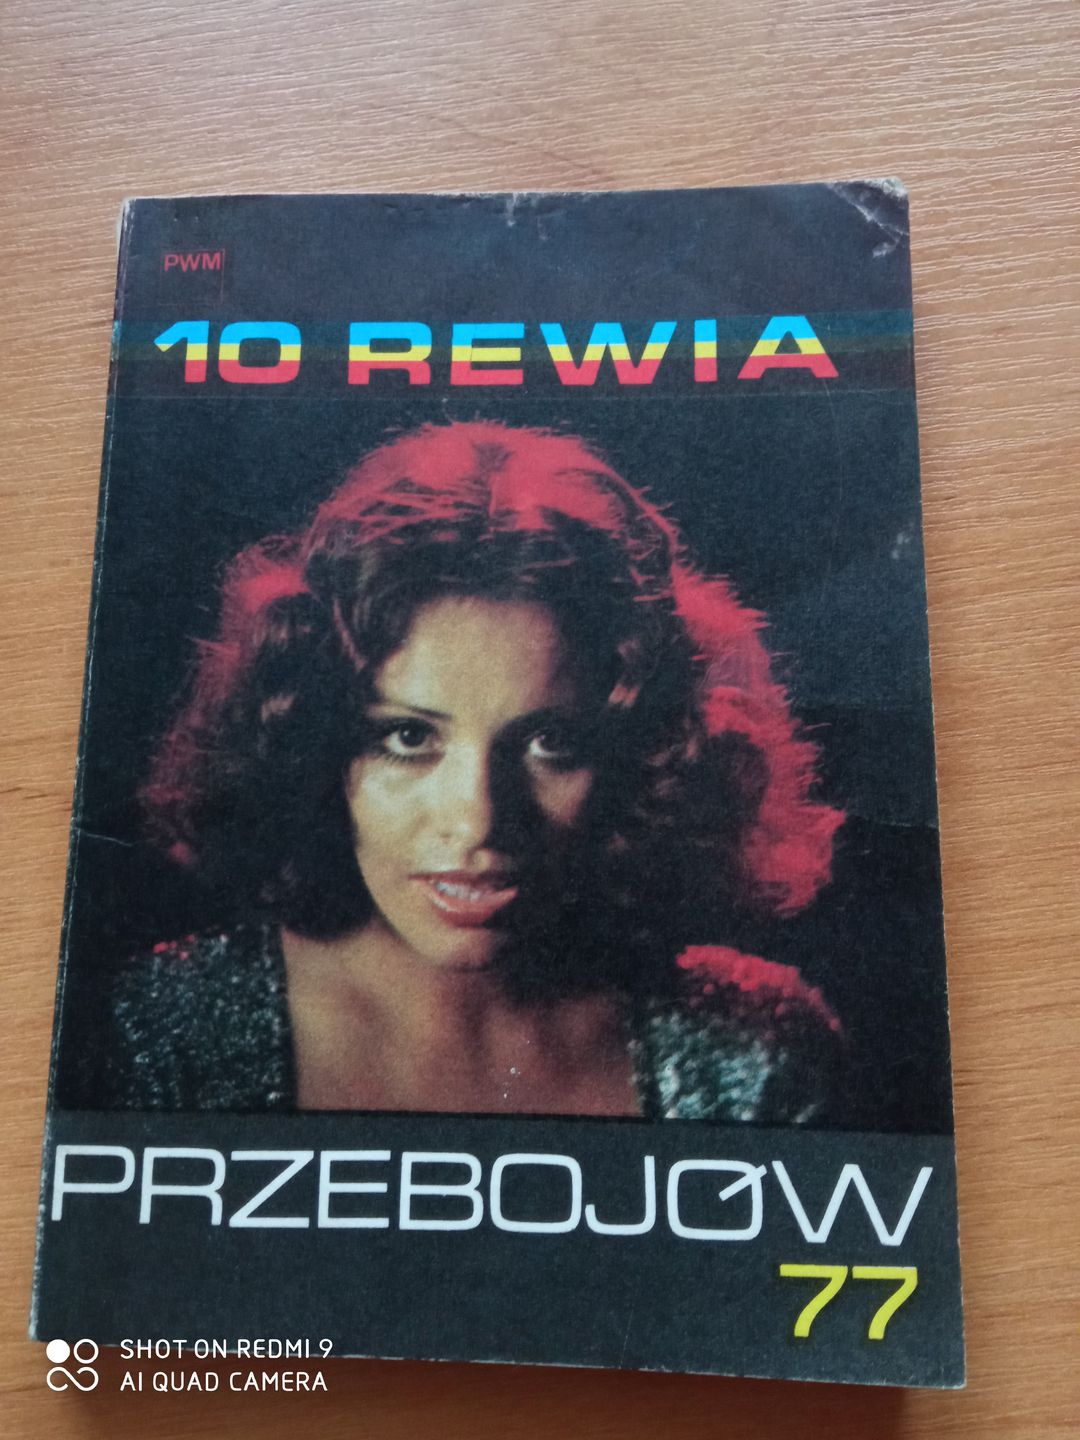 PWM
10 REWIA
PRZEBOJÓW
77
SHOT ON REDMI 9
AI QUAD CAMERA